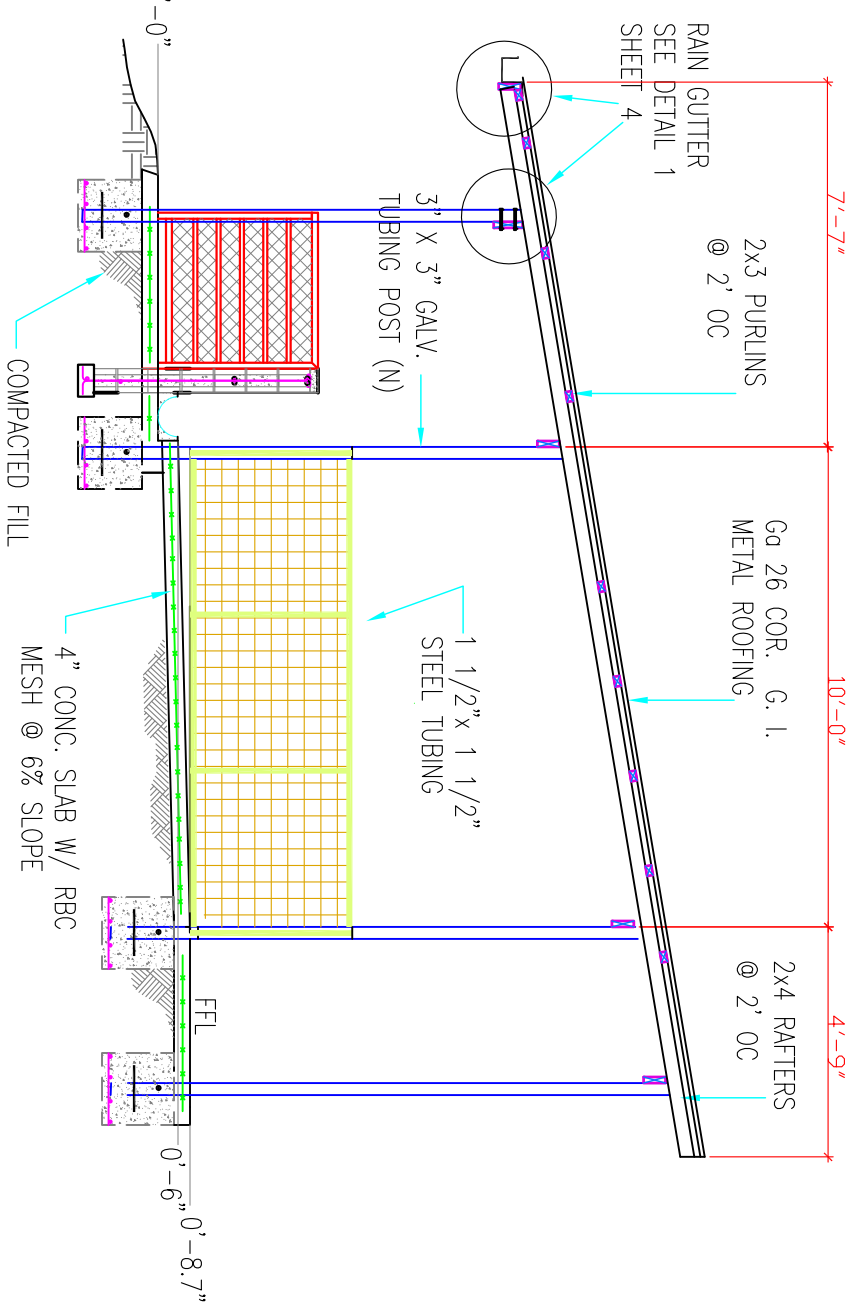 7'-7"
10'-0"
4'-9"
RAIN GUTTER
SEE DETAIL 1
SHEET 4
2x3 PURLINS
@ 2' OC
Ga 26 COR. G. I.
METAL ROOFING
2x4 RAFTERS
@ 2' OC
3" X 3" GALV.
TUBING POST (N)
1 1/2"x 1 1/2"
STEEL TUBING
'-0"
FFL
0'-6"
0'-8.7"
COMPACTED FILL
4" CONC. SLAB W/ RBC
MESH @ 6% SLOPE